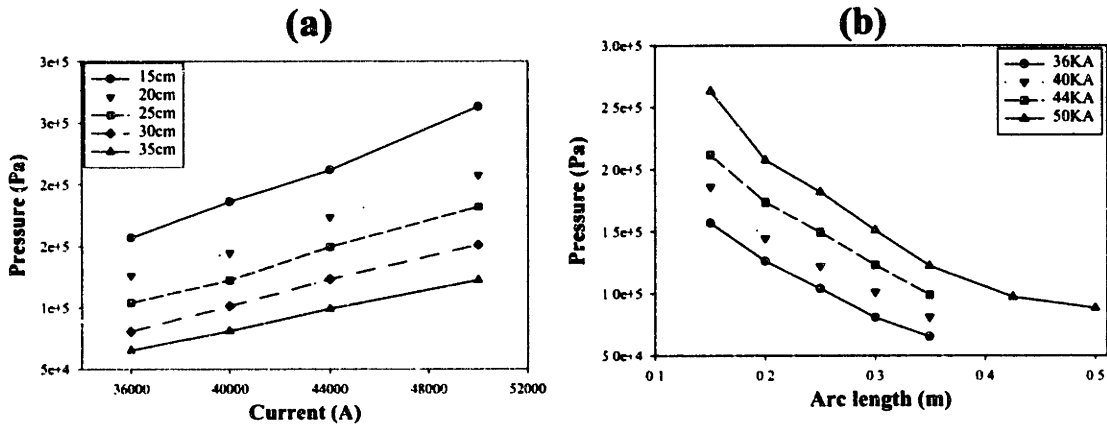 (a)
3e+5
3e+5
2e+5
2e+5
1e+5
5e+4
Pressure (Pa)
15cm
20cm
25cm
30cm
35cm
36000 40000 44000 48000 52000
Current (A)
(b)
3.0e+5
2.5e+5
2.0e+5
1.5e+5
1.0e+5
5 0e+4
Pressure (Pa)
36KA
40KA
44KA
50KA
0 1 0 2 0 3 0 4 0 5
Arc length (m)